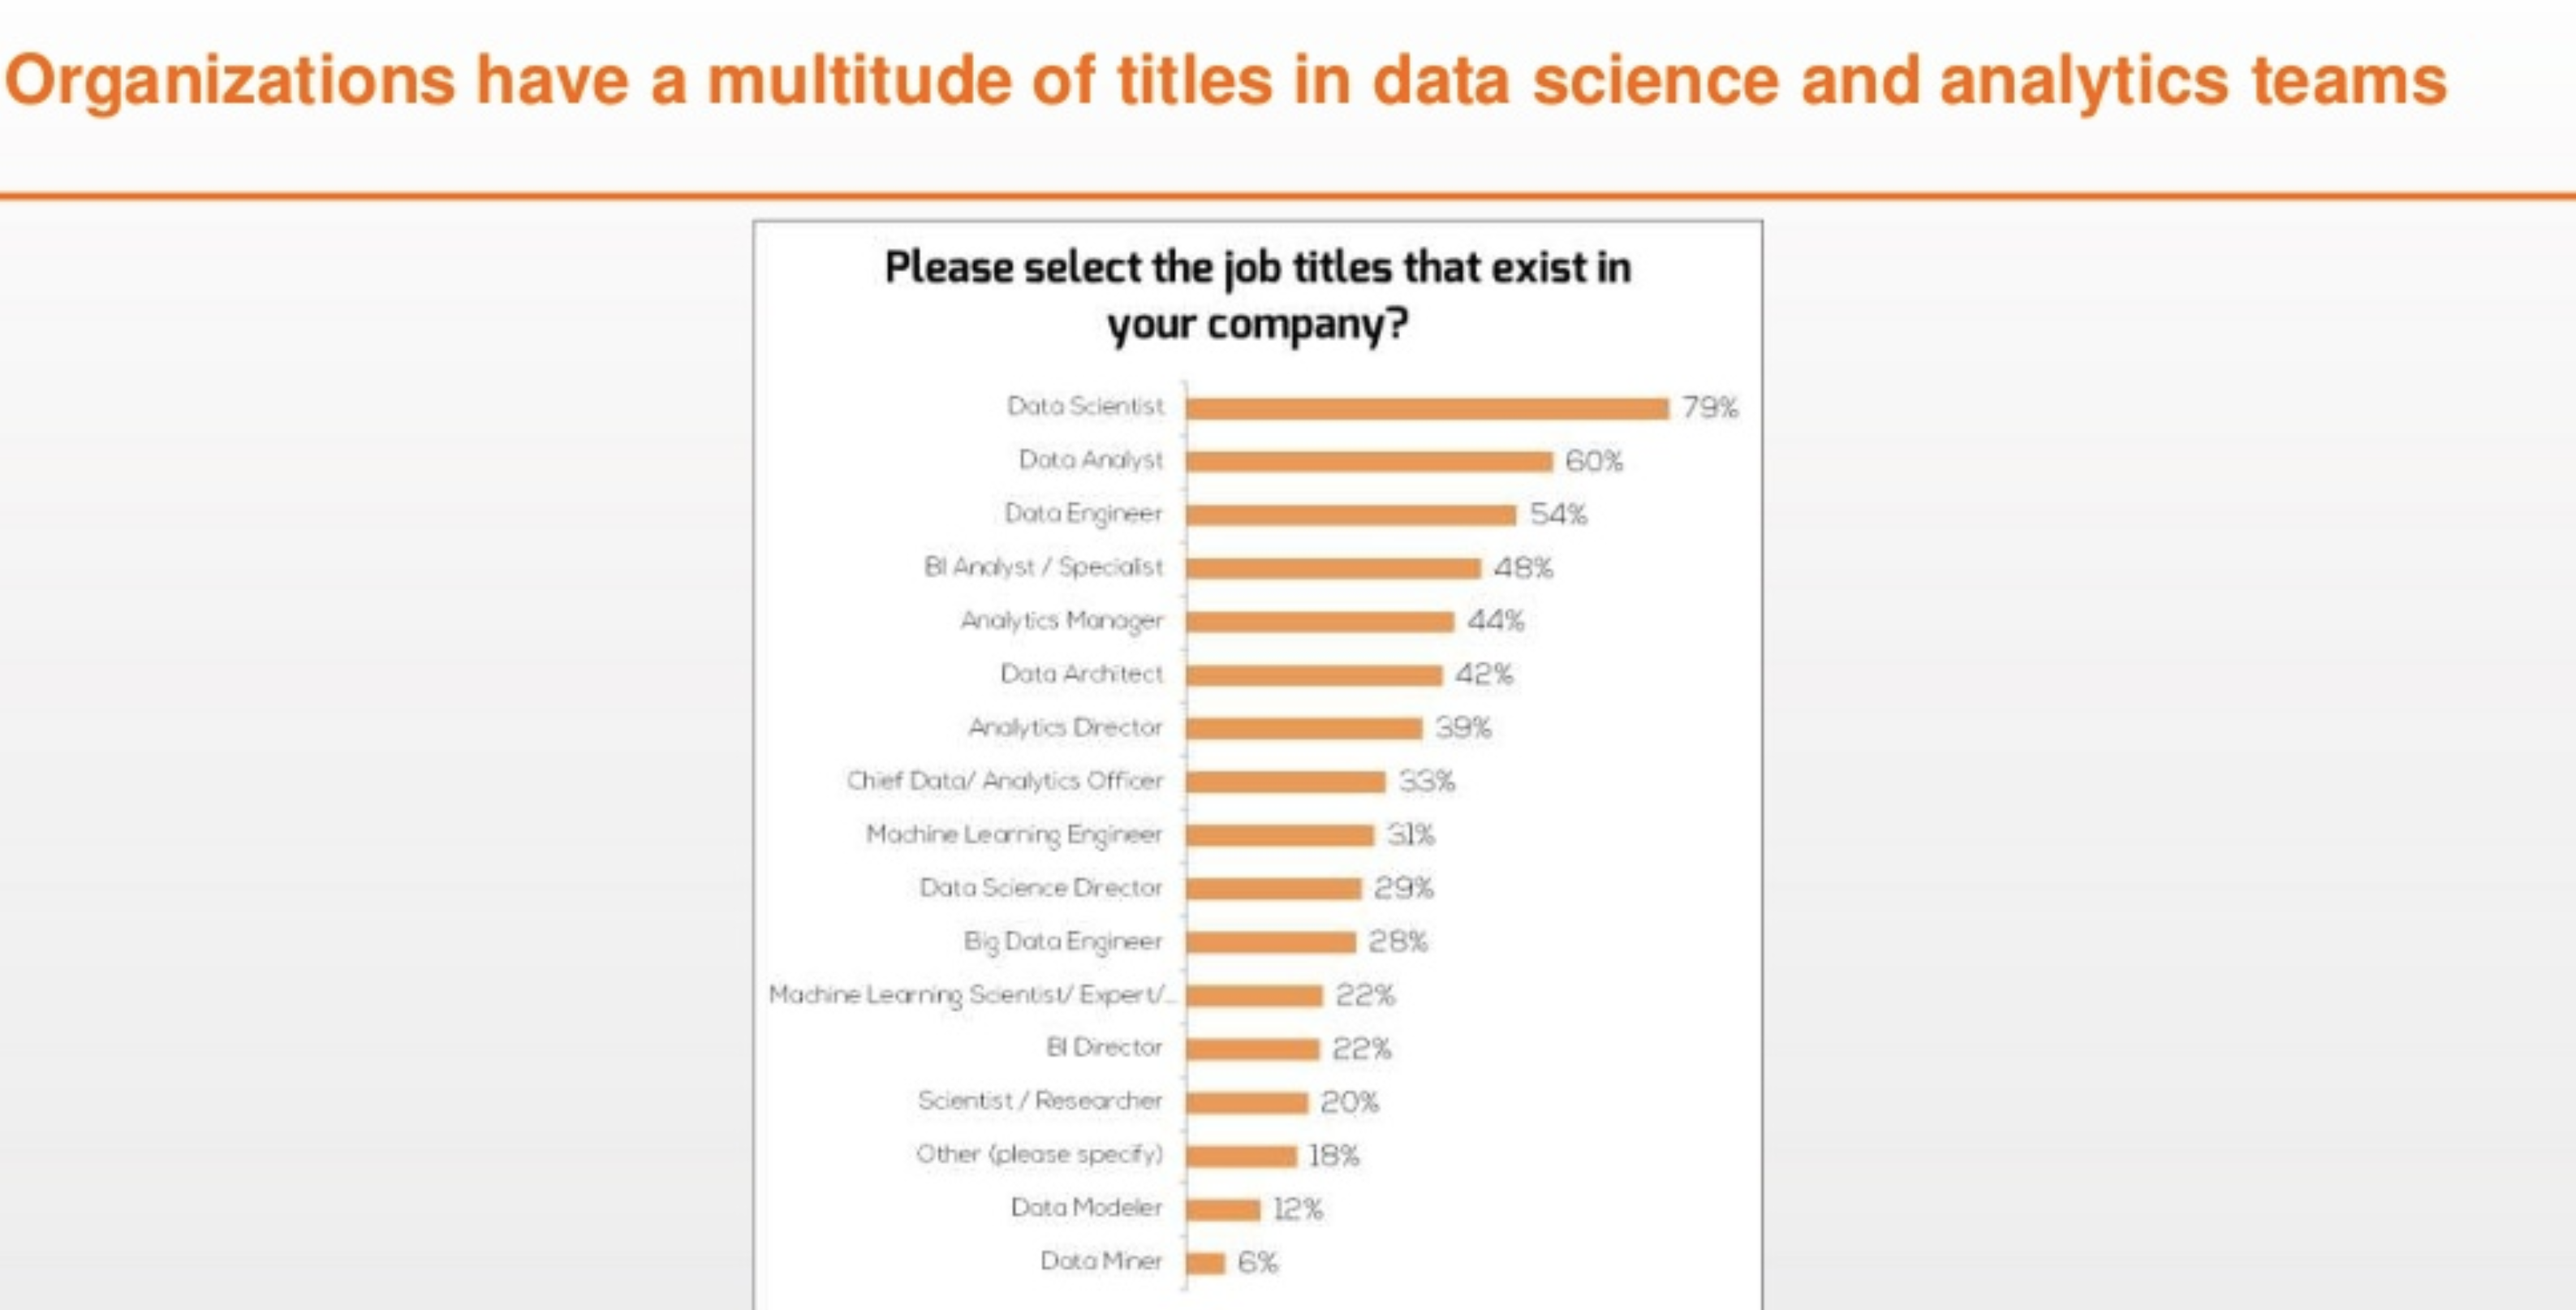 Organizations have a multitude of titles in data science and analytics teams
Please select the job titles that exist in
your company?
Data Scientist 79%
Data Analyst 60%
Data Engineer 54%
BI Analyst / Specialist 48%
Analytics Manager 44%
Data Architect 42%
Analytics Director 39%
Chief Data/ Analytics Officer 33%
Machine Learning Engineer 31%
Data Science Director 29%
Big Data Engineer 28%
Machine Learning Scientist/ Expert/... 22%
BI Director 22%
Scientist / Researcher 20%
Other (please specify) 18%
Data Modeler 12%
Data Miner 6%